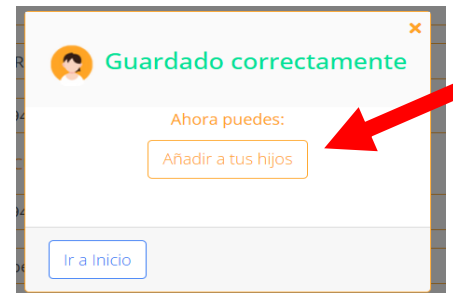 ×
Guardado correctamente
Ahora puedes:
Añadir a tus hijos
Ir a Inicio